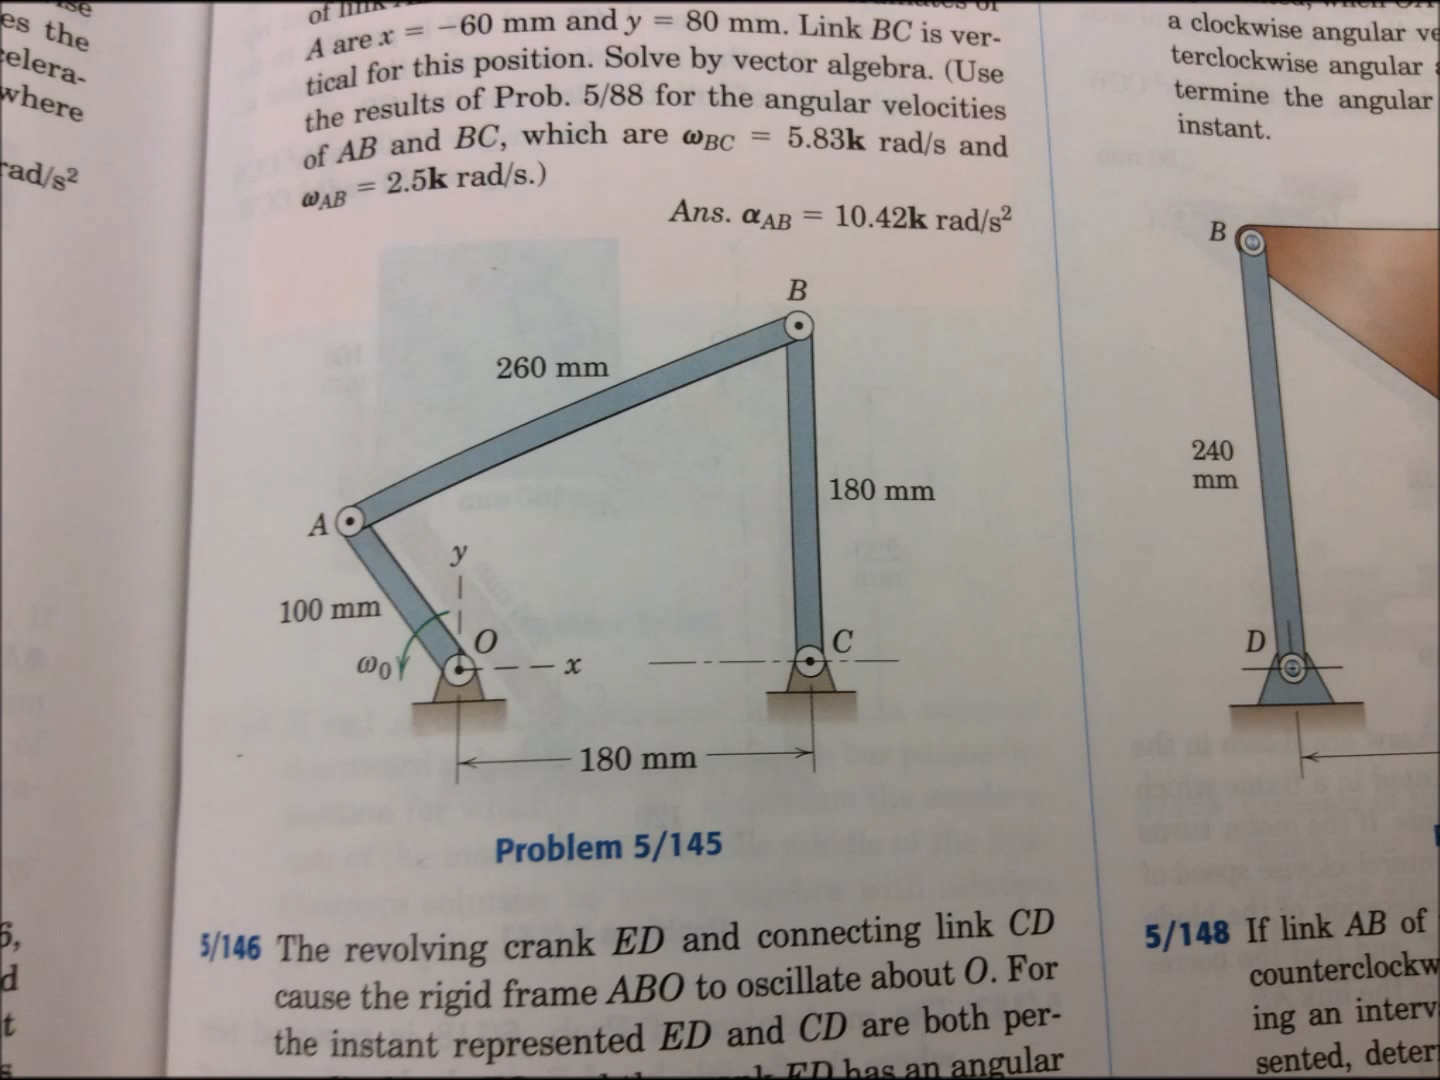 es the
celera-
where
rad/s²
A are x = −60 mm and y = 80 mm. Link BC is ver-
tical for this position. Solve by vector algebra. (Use
the results of Prob. 5/88 for the angular velocities
of AB and BC, which are ωBC = 5.83k rad/s and
ωAB = 2.5k rad/s.)
Ans. αAB = 10.42k rad/s²
B
260 mm
A
180 mm
y
100 mm
O
C
ω0
x
180 mm
Problem 5/145
5/146 The revolving crank ED and connecting link CD
cause the rigid frame ABO to oscillate about O. For
the instant represented ED and CD are both per-
ED has an angular
a clockwise angular ve
terclockwise angular
termine the angular
instant.
B
240
mm
D
5/148 If link AB of
counterclockw
ing an interv
sented, deter